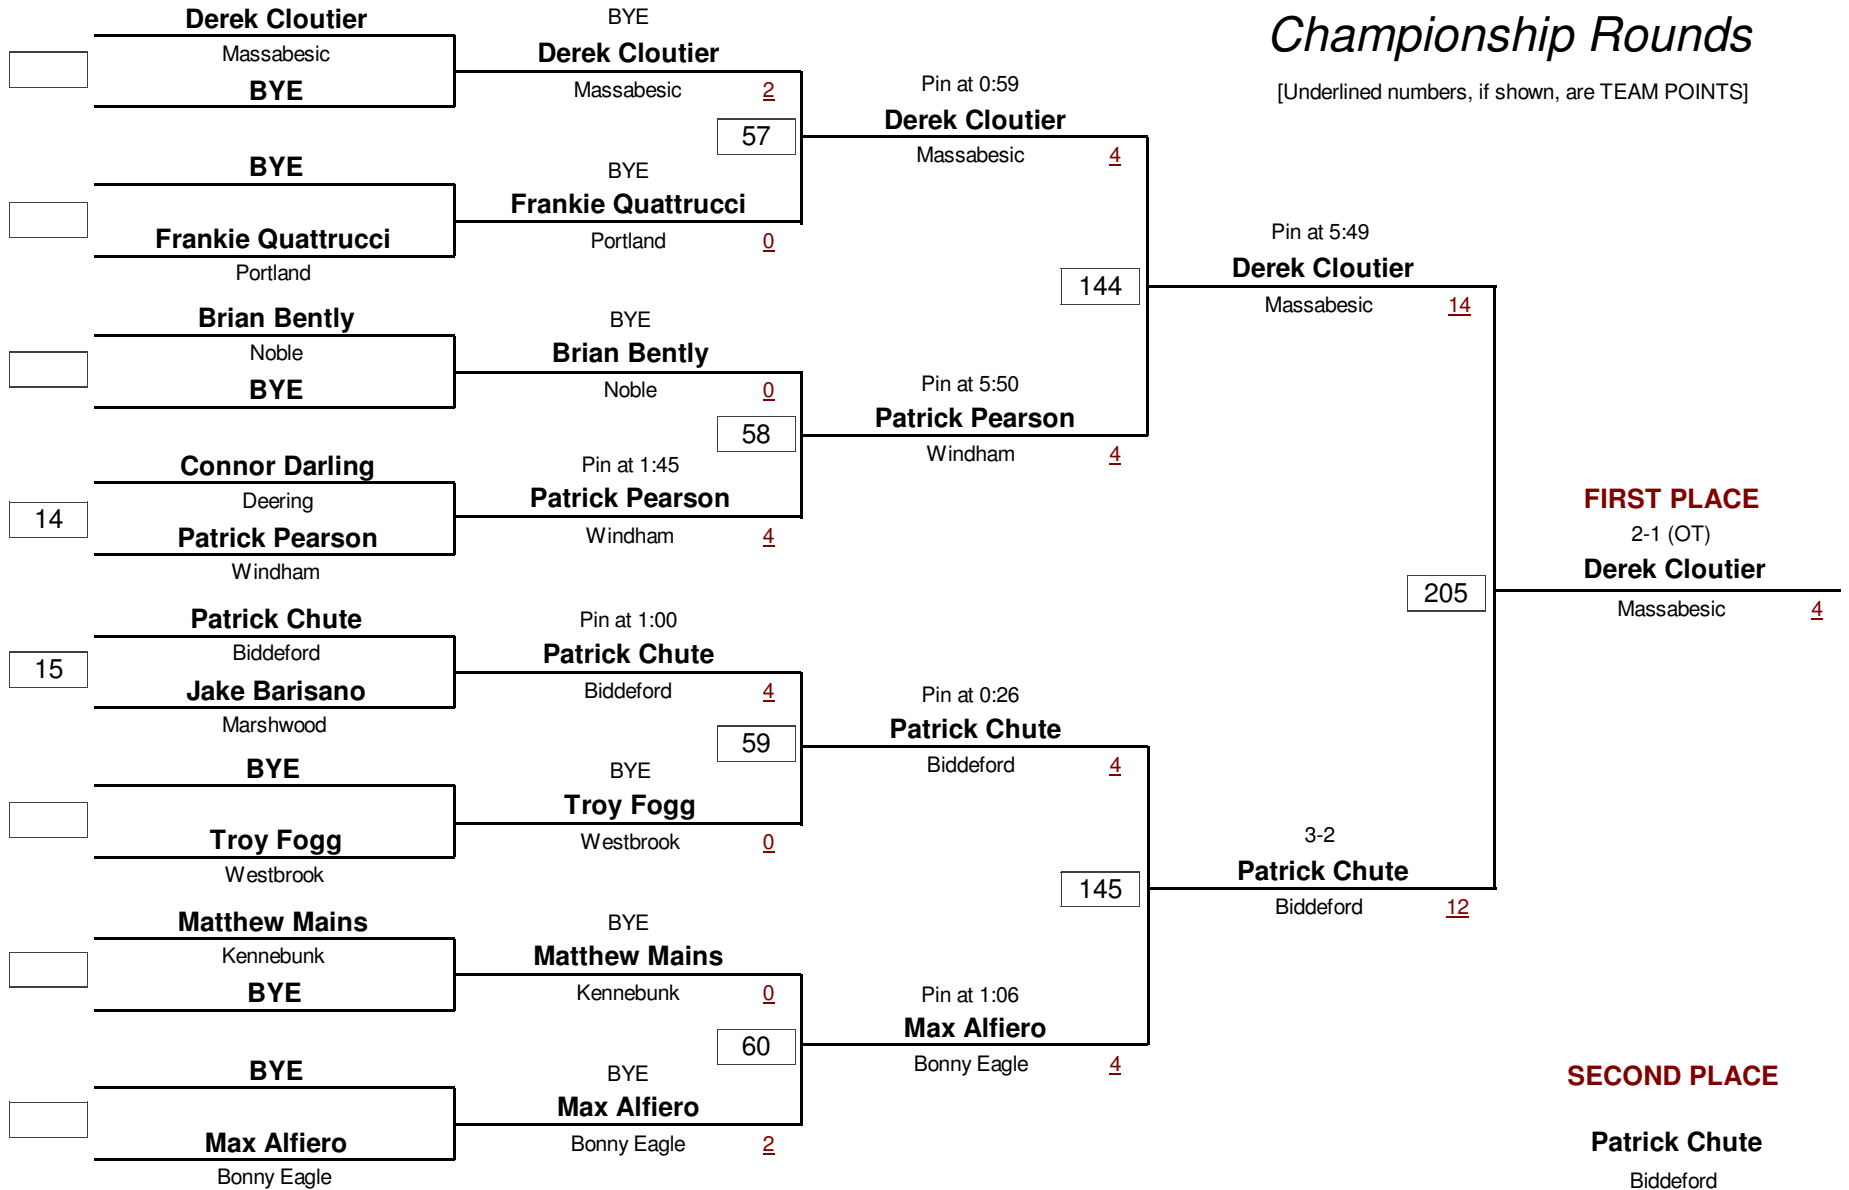 Championship Rounds
[Underlined numbers, if shown, are TEAM POINTS]
Derek Cloutier
Massabesic
BYE
BYE
Frankie Quattrucci
Portland
Brian Bently
Noble
BYE
Connor Darling
Deering
14
Patrick Pearson
Windham
Patrick Chute
Biddeford
15
Jake Barisano
Marshwood
BYE
Troy Fogg
Westbrook
Matthew Mains
Kennebunk
BYE
BYE
Max Alfiero
Bonny Eagle
BYE
Derek Cloutier
Massabesic 2
57
BYE
Frankie Quattrucci
Portland 0
BYE
Brian Bently
Noble 0
58
Pin at 1:45
Patrick Pearson
Windham 4
Pin at 1:00
Patrick Chute
Biddeford 4
59
BYE
Troy Fogg
Westbrook 0
BYE
Matthew Mains
Kennebunk 0
60
BYE
Max Alfiero
Bonny Eagle 2
Pin at 0:59
Derek Cloutier
Massabesic 4
144
Pin at 5:50
Patrick Pearson
Windham 4
Pin at 0:26
Patrick Chute
Biddeford 4
145
Pin at 1:06
Max Alfiero
Bonny Eagle 4
Pin at 5:49
Derek Cloutier
Massabesic 14
205
3-2
Patrick Chute
Biddeford 12
FIRST PLACE
2-1 (OT)
Derek Cloutier
Massabesic 4
SECOND PLACE
Patrick Chute
Biddeford